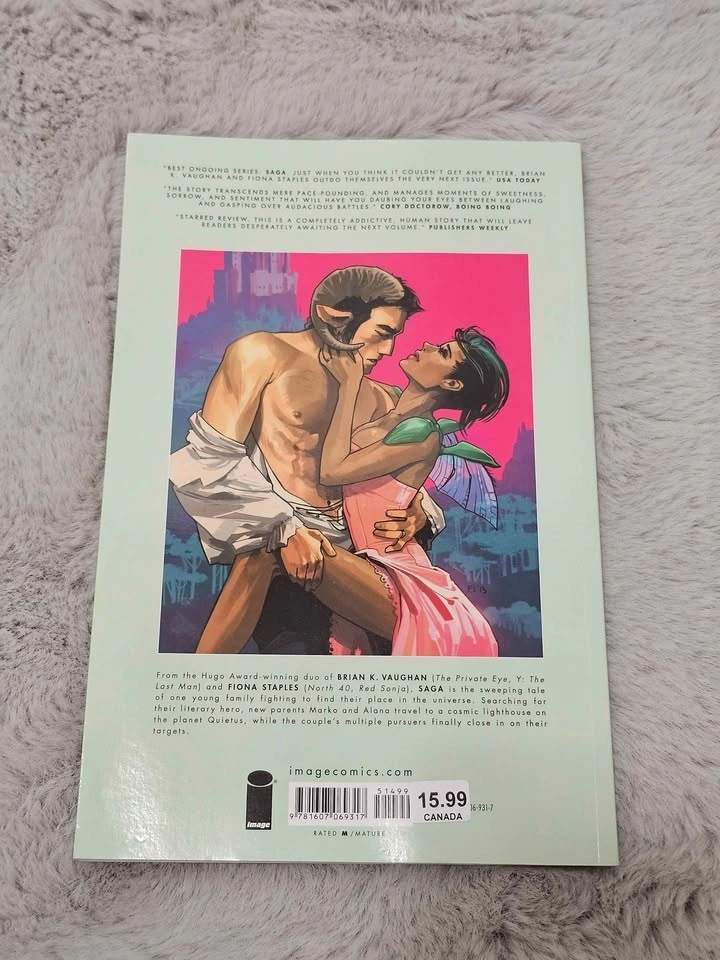 "BEST ONGOING SERIES: SAGA. JUST WHEN YOU THINK IT COULDN'T GET ANY BETTER, BRIAN
K. VAUGHAN AND FIONA STAPLES OUTDO THEMSELVES THE VERY NEXT ISSUE." USA TODAY
"THE STORY TRANSCENDS MERE PACE-POUNDING, AND MANAGES MOMENTS OF SWEETNESS,
SORROW, AND SENTIMENT THAT WILL HAVE YOU DAUBING YOUR EYES BETWEEN LAUGHING
AND GASPING OVER AUDACIOUS BATTLES." CORY DOCTOROW, BOING BOING
"STARRED REVIEW. THIS IS A COMPLETELY ADDICTIVE, HUMAN STORY THAT WILL LEAVE
READERS DESPERATELY AWAITING THE NEXT VOLUME." PUBLISHERS WEEKLY
FS'13
From the Hugo Award-winning duo of BRIAN K. VAUGHAN (The Private Eye, Y: The
Last Man) and FIONA STAPLES (North 40, Red Sonja), SAGA is the sweeping tale
of one young family fighting to find their place in the universe. Searching for
their literary hero, new parents Marko and Alana travel to a cosmic lighthouse on
the planet Quietus, while the couple's multiple pursuers finally close in on their
targets.
imagecomics.com
image
51499
9 781607 069317
15.99
CANADA
06-931-7
RATED M / MATURE